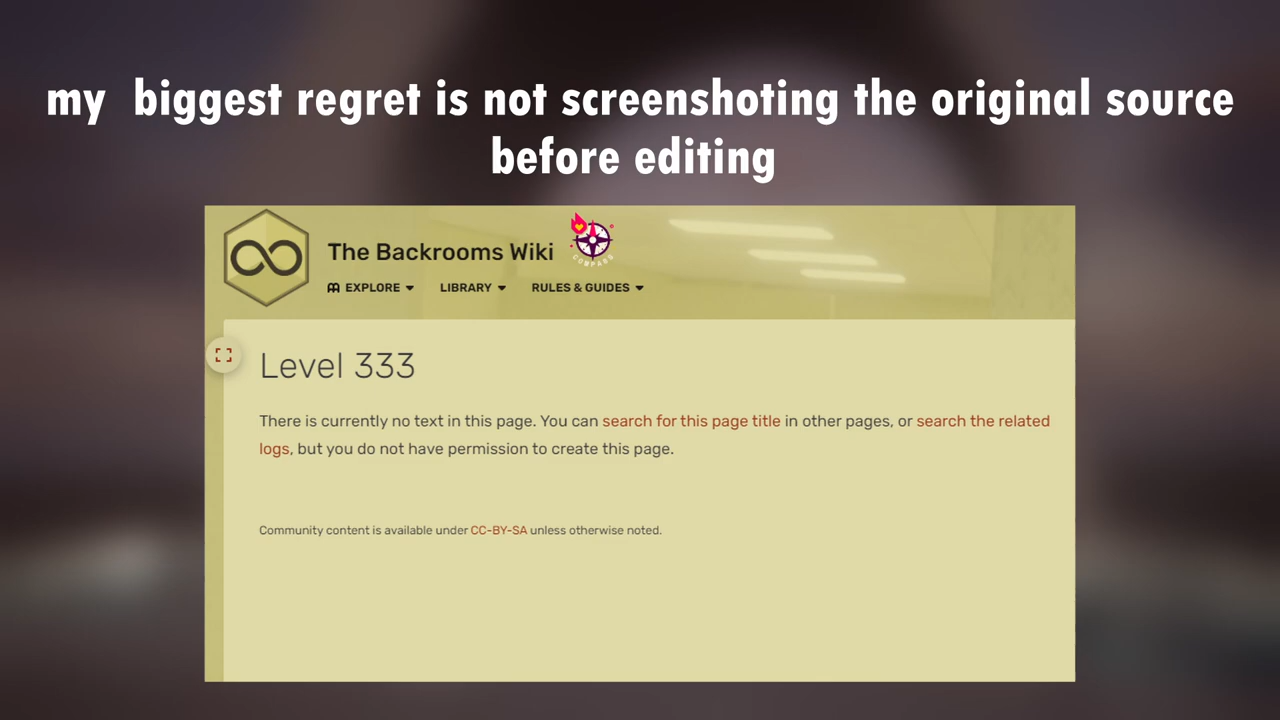 my  biggest regret is not screenshoting the original source
before editing
The Backrooms Wiki
COMPASS
EXPLORE
LIBRARY
RULES & GUIDES
Level 333
There is currently no text in this page. You can search for this page title in other pages, or search the related
logs, but you do not have permission to create this page.
Community content is available under CC-BY-SA unless otherwise noted.